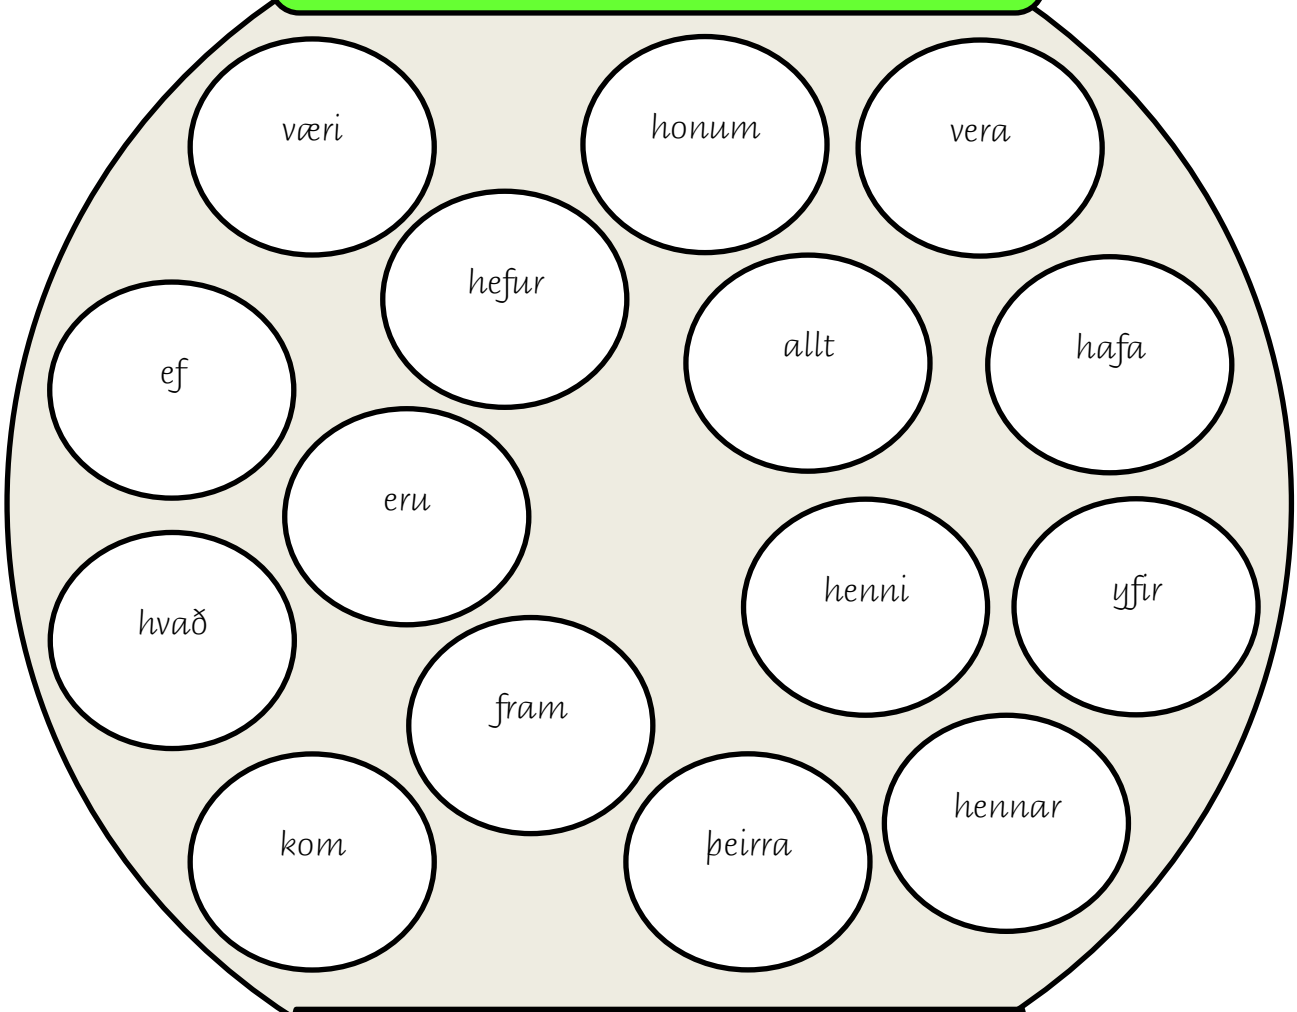 væri
honum
vera
hefur
allt
hafa
ef
eru
henni
yfir
hvað
fram
hennar
kom
þeirra